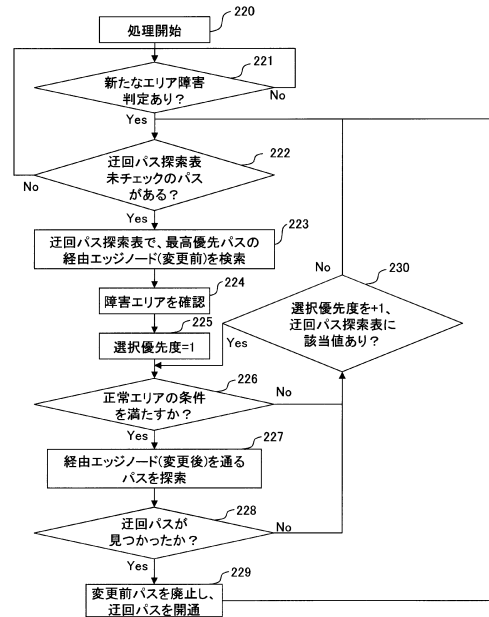 220
処理開始
221
新たなエリア障害
判定あり?
No
Yes
222
迂回パス探索表
未チェックのパス
がある?
No
Yes
223
迂回パス探索表で、最高優先パスの
経由エッジノード(変更前)を検索
224
障害エリアを確認
225
選択優先度=1
No
230
選択優先度を+1、
迂回パス探索表に
該当値あり?
Yes
226
正常エリアの条件
を満たすか?
No
Yes
227
経由エッジノード(変更後)を通る
パスを探索
228
迂回パスが
見つかったか?
No
Yes
229
変更前パスを廃止し、
迂回パスを開通